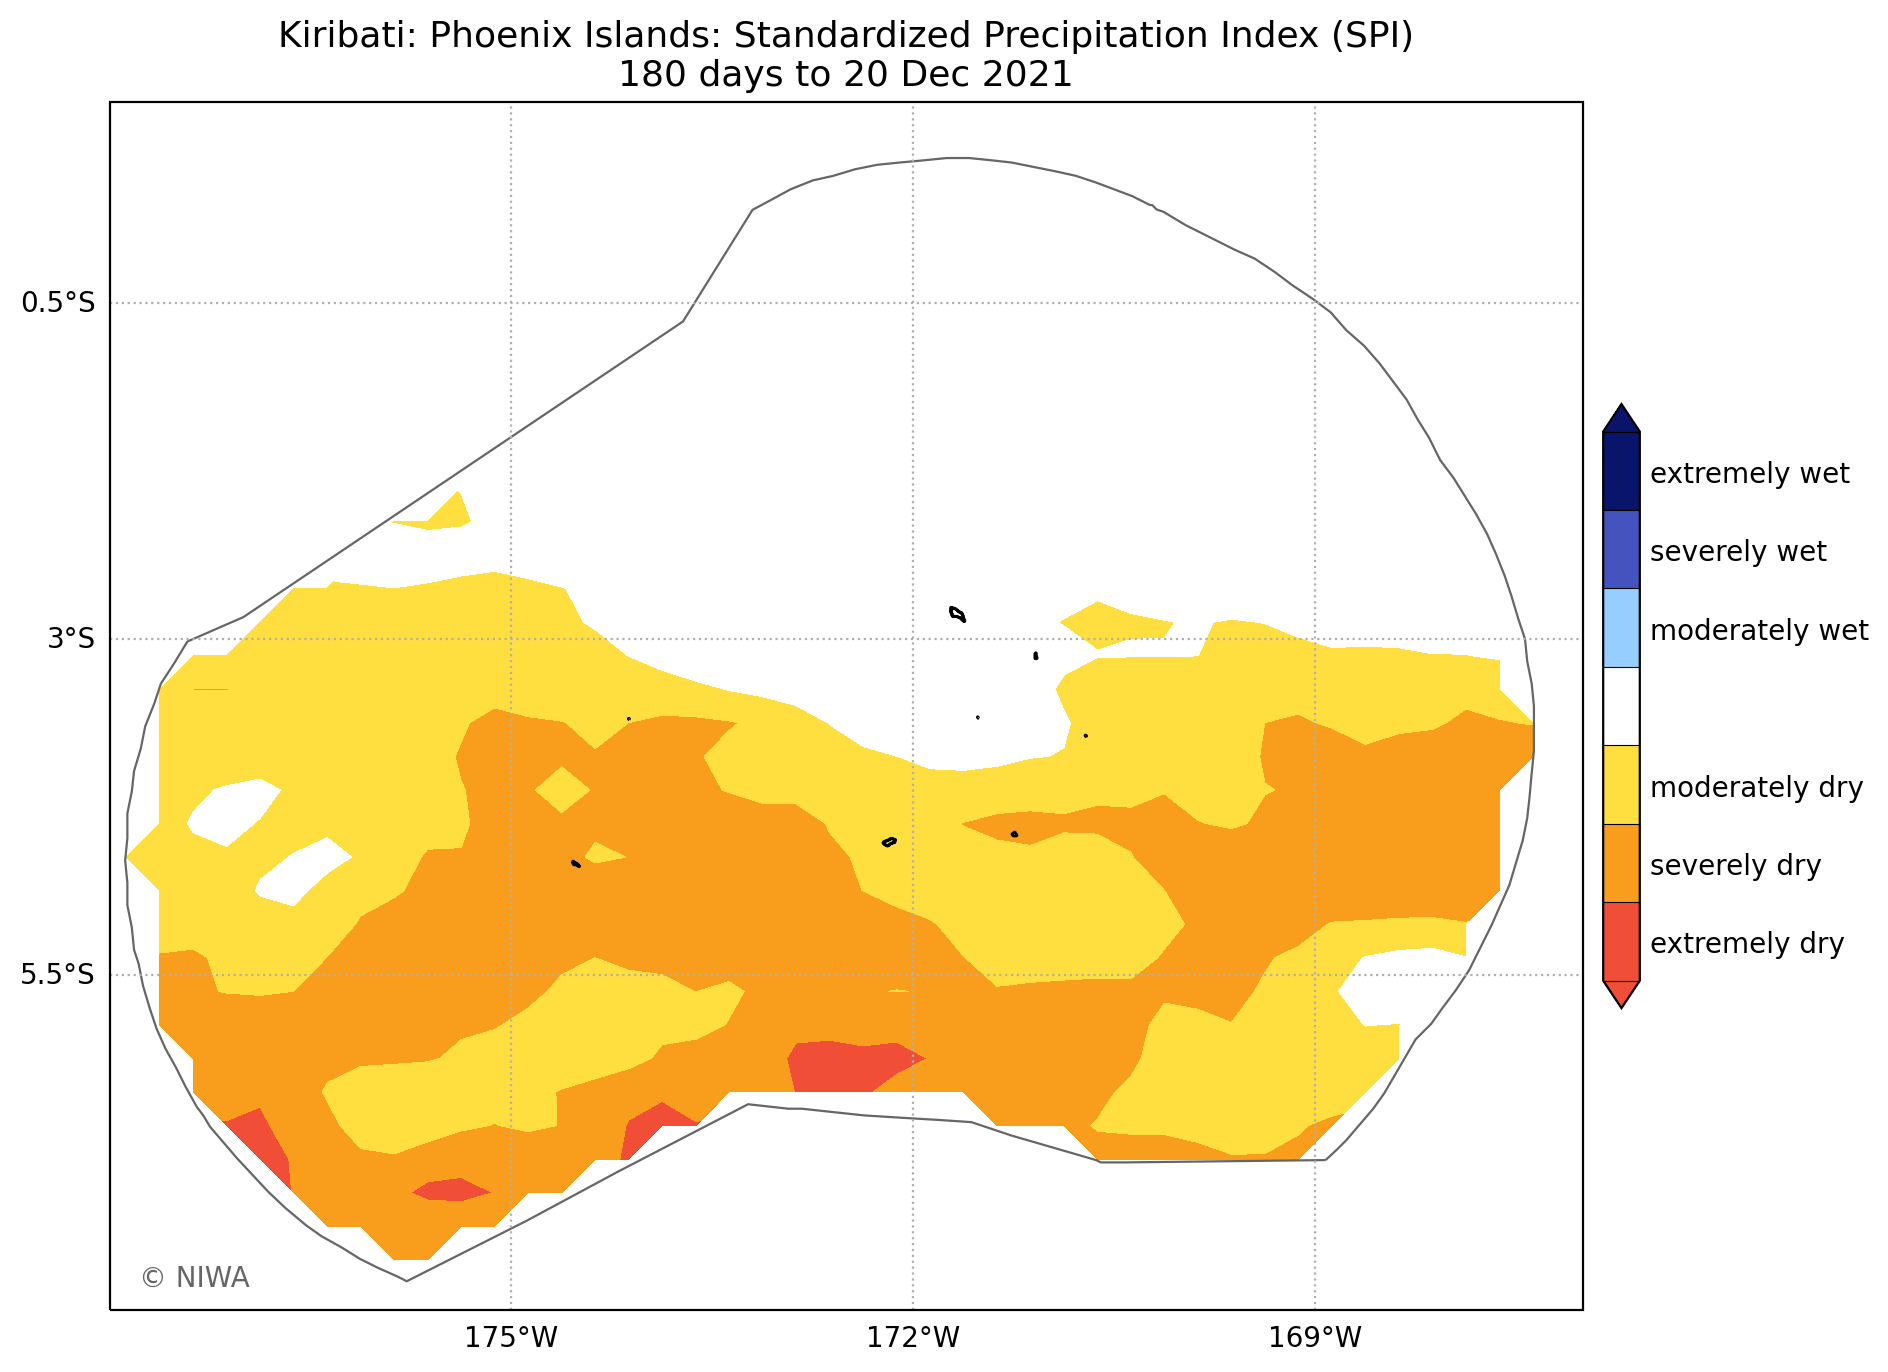 Kiribati: Phoenix Islands: Standardized Precipitation Index (SPI)
180 days to 20 Dec 2021
0.5°S
3°S
5.5°S
175°W
172°W
169°W
extremely wet
severely wet
moderately wet
moderately dry
severely dry
extremely dry
© NIWA